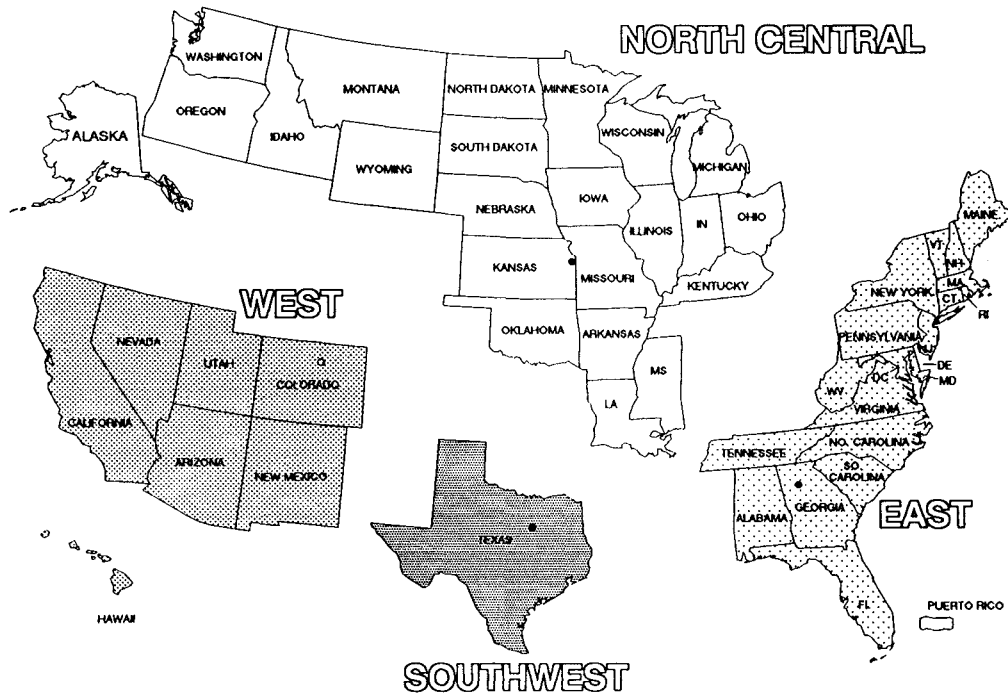 NORTH CENTRAL
WASHINGTON
MONTANA
NORTH DAKOTA
MINNESOTA
OREGON
ALASKA
IDAHO
WISCONSIN
SOUTH DAKOTA
MICHIGAN
WYOMING
IOWA
NEBRASKA
ILLINOIS
IN
OHIO
MAINE
VT
NH
KANSAS
MISSOURI
KENTUCKY
NEW YORK
MA
CT
RI
WEST
OKLAHOMA
ARKANSAS
PENNSYLVANIA
NJ
NEVADA
UTAH
COLORADO
MS
DE
DC
MD
WV
LA
VIRGINIA
CALIFORNIA
NO. CAROLINA
TENNESSEE
ARIZONA
NEW MEXICO
SO.
CAROLINA
GEORGIA
ALABAMA
EAST
TEXAS
HAWAII
FL
PUERTO RICO
SOUTHWEST